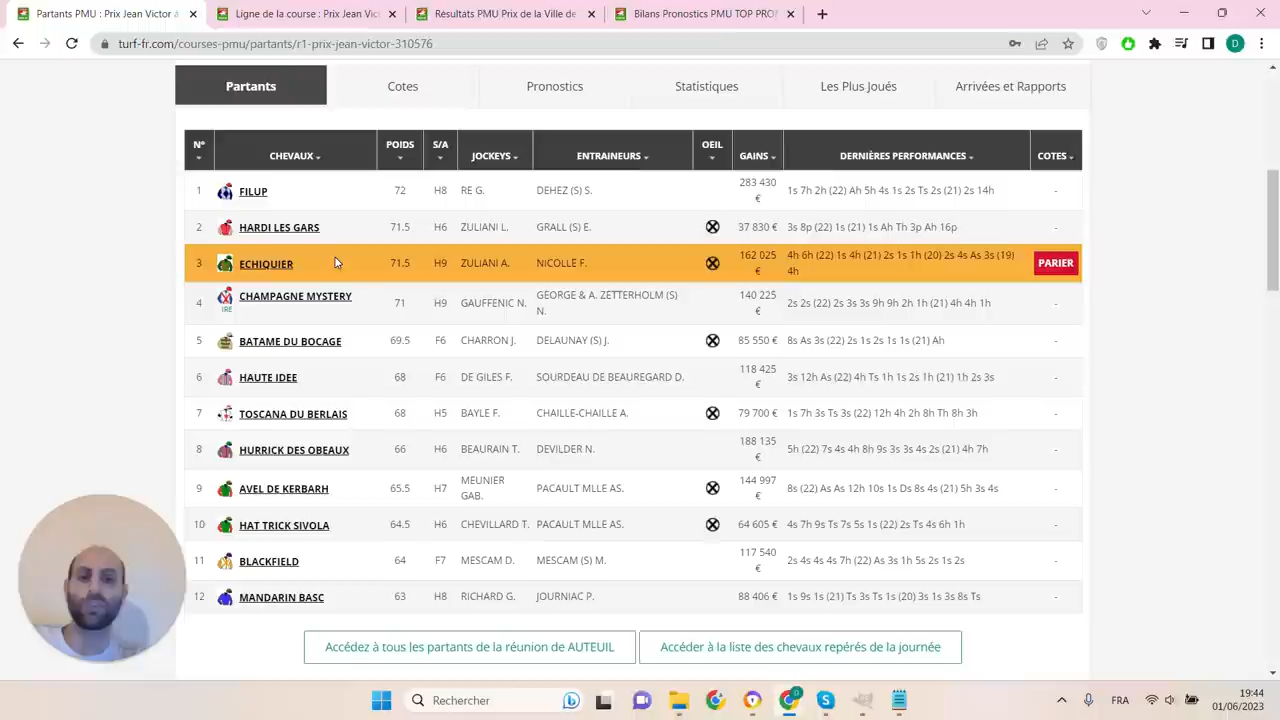 Partants PMU : Prix Jean Victor -
Partants PMU : Prix de la Ville de
Résultats PMU Prix de la Ville de
Bilans Pronostics PMU TOP PRO
turf-fr.com/courses-pmu/partants/r1-prix-jean-victor-310576
D
Partants Cotes Pronostics Statistiques Les Plus Joués Arrivées et Rapports
N° CHEVAUX POIDS S/A JOCKEYS ENTRAINEURS OEIL GAINS DERNIÈRES PERFORMANCES COTES
1 FILUP 72 H8 RE G. DEHEZ (S) S. 283 430 € 1s 7h 2h (22) Ah 5h 4s 1s 2s Ts 2s (21) 2s 14h -
2 HARDI LES GARS 71.5 H6 ZULIANI L. GRALL (S) E. 37 830 € 3s 8p (22) 1s (21) 1s Ah Th 3p Ah 16p -
3 ECHIQUIER 71.5 H9 ZULIANI A. NICOLLE F. 162 025 € 4h 6h (22) 1s 4h (21) 2s 1s 1h (20) 2s 4s As 3s (19) 4h PARIER
4 CHAMPAGNE MYSTERY IRE 71 H9 GAUFFENIC N. GEORGE & A. ZETTERHOLM (S) N. 140 225 € 2s 2s (22) 2s 3s 3s 9h 9h 2h 1h (21) 4h 4h 1h -
5 BATAME DU BOCAGE 69.5 F6 CHARRON J. DELAUNAY (S) J. 85 550 € 8s As 3s (22) 2s 1s 2s 1s 1s (21) Ah -
6 HAUTE IDEE 68 F6 DE GILES F. SOURDEAU DE BEAUREGARD D. 118 425 € 3s 12h As (22) 4h Ts 1h 1s 2s 1h (21) 1h 2s 3s -
7 TOSCANA DU BERLAIS 68 H5 BAYLE F. CHAILLE-CHAILLE A. 79 700 € 1s 7h 3s Ts 3s (22) 12h 4h 2h 8h Th 8h 3h -
8 HURRICK DES OBEAUX 66 H6 BEAURAIN T. DEVILDER N. 188 135 € 5h (22) 7s 4s 4h 8h 9s 3s 3s 4s 2s (21) 4h 7h -
9 AVEL DE KERBARH 65.5 H7 MEUNIER GAB. PACAULT MLLE AS. 144 997 € 8s (22) As As 12h 10s 1s Ds 8s 4s (21) 5h 3s 4s -
10 HAT TRICK SIVOLA 64.5 H6 CHEVILLARD T. PACAULT MLLE AS. 64 605 € 4s 7h 9s Ts 7s 5s 1s (22) 2s Ts 4s 6h 1h -
11 BLACKFIELD 64 F7 MESCAM D. MESCAM (S) M. 117 540 € 2s 4s 4s 4s 7h (22) As 3s 1h 5s 2s 1s 2s -
12 MANDARIN BASC 63 H8 RICHARD G. JOURNIAC P. 88 406 € 1s 9s 1s (21) Ts 3s Ts 1s (20) 3s 1s 3s 8s Ts -
Accédez à tous les partants de la réunion de AUTEUIL Accéder à la liste des chevaux repérés de la journée
Rechercher
FRA
19:44
01/06/2023